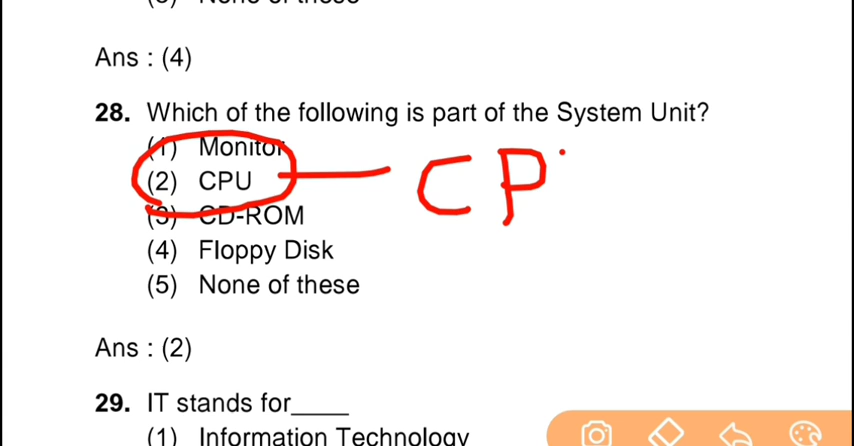 Ans : (4)
28. Which of the following is part of the System Unit?
(1) Monitor
(2) CPU
CP
(3) CD-ROM
(4) Floppy Disk
(5) None of these
Ans : (2)
29. IT stands for____
(1) Information Technology